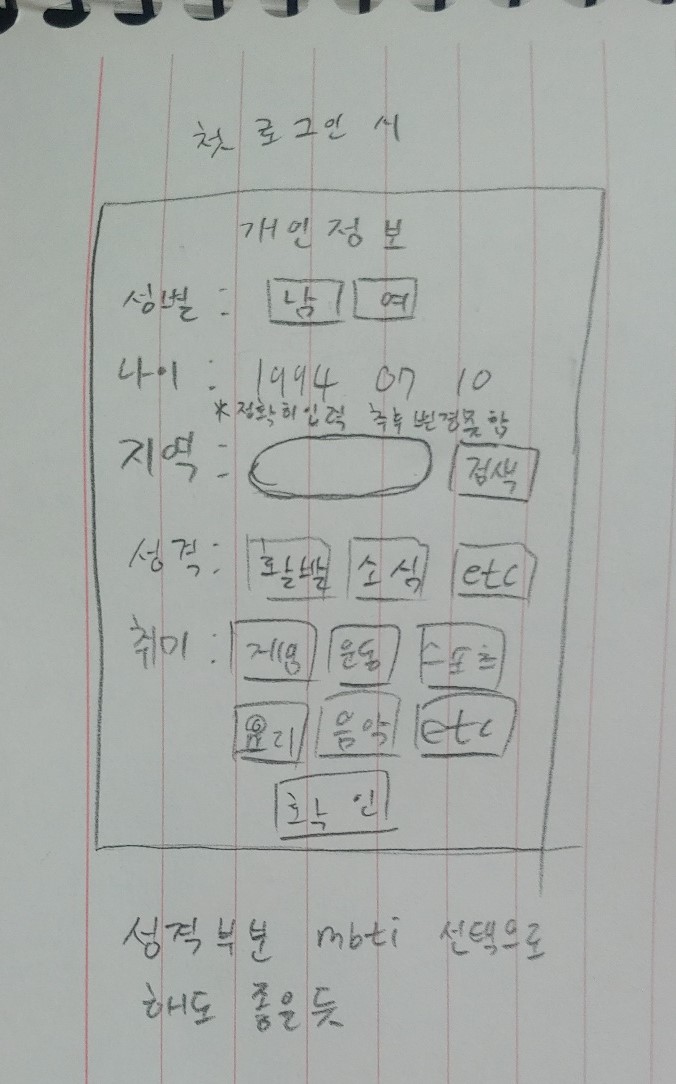 첫 로그인 시
개인정보
성별 : 남 여
나이 : 1994 07 10
*정확히입력 추후변경못함
지역 : 검색
성격 : 활발 소심 etc
취미 : 게임 운동 스포츠
요리 음악 etc
확인
성격부분 mbti 선택으로
해도 좋을듯